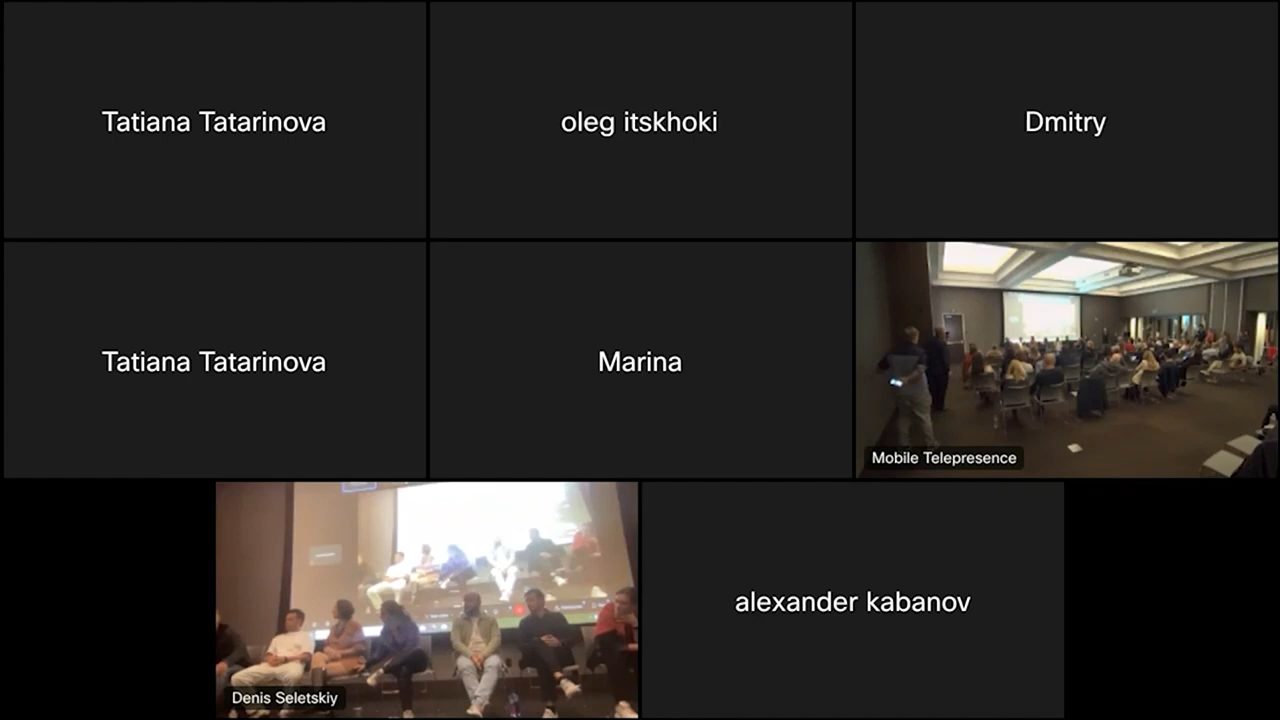 Tatiana Tatarinova
oleg itskhoki
Dmitry
Tatiana Tatarinova
Marina
Mobile Telepresence
Denis Seletskiy
alexander kabanov